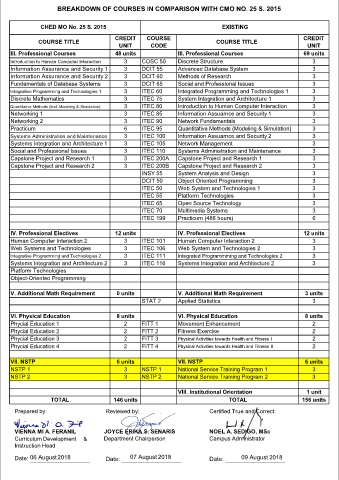 BREAKDOWN OF COURSES IN COMPARISON WITH CMO NO. 25 S. 2015
CHED MO No. 25 S. 2015 EXISTING
COURSE TITLE CREDIT UNIT COURSE CODE COURSE TITLE CREDIT UNIT
III. Professional Courses 48 units III. Professional Courses 69 units
Introduction to Human Computer Interaction 3 COSC 50 Discrete Structure 3
Information Assurance and Security 1 3 DCIT 55 Advanced Database System 3
Information Assurance and Security 2 3 DCIT 60 Methods of Research 3
Fundamentals of Database Systems 3 DCIT 65 Social and Professional Issues 3
Integrative Programming and Technologies 1 3 ITEC 60 Integrated Programming and Technologies 1 3
Discrete Mathematics 3 ITEC 75 System Integration and Architecture 1 3
Quantitative Methods (incl Modeling & Simulation) 3 ITEC 80 Introduction to Human Computer Interaction 3
Networking 1 3 ITEC 85 Information Assurance and Security 1 3
Networking 2 3 ITEC 90 Network Fundamentals 3
Practicum 6 ITEC 95 Quantitative Methods (Modeling & Simulation) 3
Systems Administration and Maintenance 3 ITEC 100 Information Assurance and Security 2 3
Systems Integration and Architecture 1 3 ITEC 105 Network Management 3
Social and Professional Issues 3 ITEC 110 Systems Administration and Maintenance 3
Capstone Project and Research 1 3 ITEC 200A Capstone Project and Research 1 3
Capstone Project and Research 2 3 ITEC 200B Capstone Project and Research 2 3
INSY 55 System Analysis and Design 3
DCIT 50 Object Oriented Programming 3
ITEC 50 Web System and Technologies 1 3
ITEC 55 Platform Technologies 3
ITEC 65 Open Source Technology 3
ITEC 70 Multimedia Systems 3
ITEC 199 Practicum (486 hours) 6
IV. Professional Electives 12 units IV. Professional Electives 12 units
Human Computer Interaction 2 3 ITEC 101 Human Computer Interaction 2 3
Web Systems and Technologies 3 ITEC 106 Web System and Technologies 2 3
Integrative Programming and Technologies 2 3 ITEC 111 Integrated Programming and Technologies 2 3
Systems Integration and Architecture 2 3 ITEC 116 Systems Integration and Architecture 2 3
Platform Technologies
Object-Oriented Programming
V. Additional Math Requirement 0 units V. Additional Math Requirement 3 units
STAT 2 Applied Statistics 3
VI. Physical Education 8 units VI. Physical Education 8 units
Phycial Education 1 2 FITT 1 Movement Enhancement 2
Phycial Education 2 2 FITT 2 Fitness Exercise 2
Phycial Education 3 2 FITT 3 Physical Activities towards Health and Fitness I 2
Phycial Education 4 2 FITT 4 Physical Activities towards Health and Fitness II 2
VII. NSTP 6 units VII. NSTP 6 units
NSTP 1 3 NSTP 1 National Service Training Program 1 3
NSTP 2 3 NSTP 2 National Service Training Program 2 3
VIII. Institutional Orientation 1 unit
TOTAL 146 units TOTAL 156 units
Prepared by: Reviewed by: Certified True and Correct:
VIENNA MI A. FERANIL JOYCE ERIKA S. SENARIS NOEL A. SEDIGO, MSc
Curriculum Development & Department Chairperson Campus Administrator
Instruction Head
Date: 06 August 2018 Date: 07 August 2018 Date: 09 August 2018